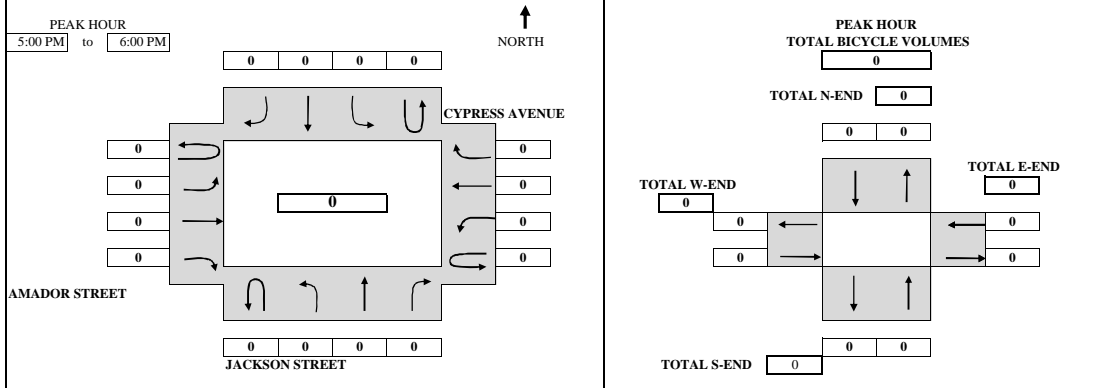 PEAK HOUR
5:00 PM to 6:00 PM
NORTH
0 0 0 0
CYPRESS AVENUE
0 0
0 0
0
0 0
0 0
AMADOR STREET
0 0 0 0
JACKSON STREET
PEAK HOUR
TOTAL BICYCLE VOLUMES
0
TOTAL N-END 0
0 0
TOTAL E-END
0
TOTAL W-END
0
0 0
0 0
0 0
TOTAL S-END 0